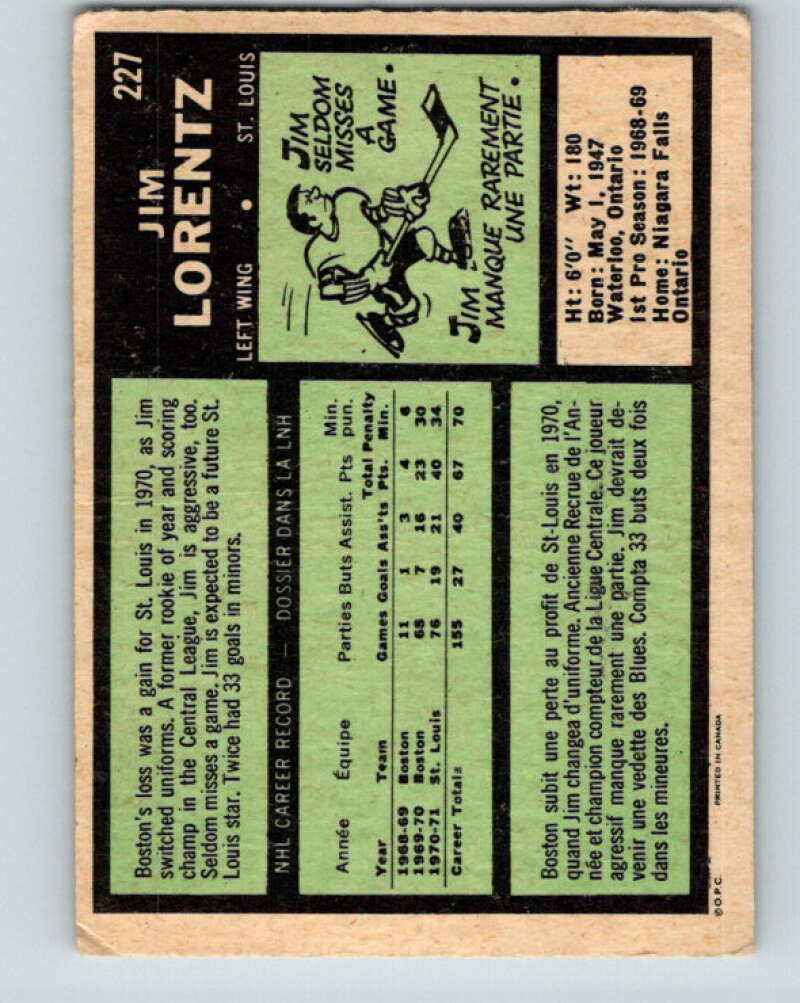 227
JIM
LORENTZ
LEFT WING • ST. LOUIS
JIM
SELDOM
MISSES
A
GAME.
JIM
MANQUE RAREMENT
UNE PARTIE.
Ht: 6'0" Wt: 180
Born: May 1, 1947
Waterloo, Ontario
1st Pro Season: 1968-69
Home: Niagara Falls
Ontario
Boston's loss was a gain for St. Louis in 1970, as Jim
switched uniforms. A former rookie of year and scoring
champ in the Central League, Jim is aggressive, too.
Seldom misses a game. Jim is expected to be a future St.
Louis star. Twice had 33 goals in minors.
NHL CAREER RECORD — DOSSIER DANS LA LNH
Année Équipe Parties Buts Assist. Pts Min. pun.
Year Team Games Goals Ass'ts Total Pts. Penalty Min.
1968-69 Boston 11 1 3 4 6
1969-70 Boston 68 7 16 23 30
1970-71 St. Louis 76 19 21 40 34
Career Totals 155 27 40 67 70
Boston subit une perte au profit de St-Louis en 1970,
quand Jim changea d'uniforme. Ancienne Recrue de l'An-
née et champion compteur de la Ligue Centrale. Ce joueur
agressif manque rarement une partie. Jim devrait de-
venir une vedette des Blues. Compta 33 buts deux fois
dans les mineures.
© O.P.C. PRINTED IN CANADA